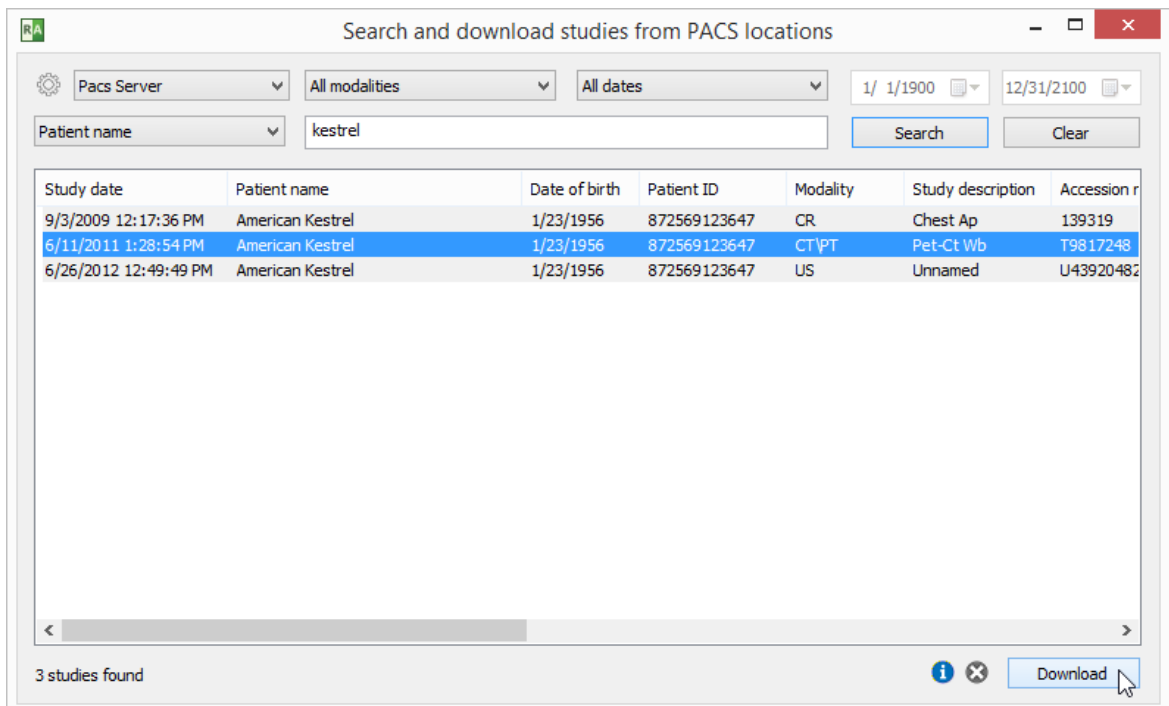 RA Search and download studies from PACS locations
Pacs Server All modalities All dates 1/ 1/1900 12/31/2100
Patient name kestrel Search Clear
Study date Patient name Date of birth Patient ID Modality Study description Accession r
9/3/2009 12:17:36 PM American Kestrel 1/23/1956 872569123647 CR Chest Ap 139319
6/11/2011 1:28:54 PM American Kestrel 1/23/1956 872569123647 CT\PT Pet-Ct Wb T9817248
6/26/2012 12:49:49 PM American Kestrel 1/23/1956 872569123647 US Unnamed U43920482
3 studies found Download